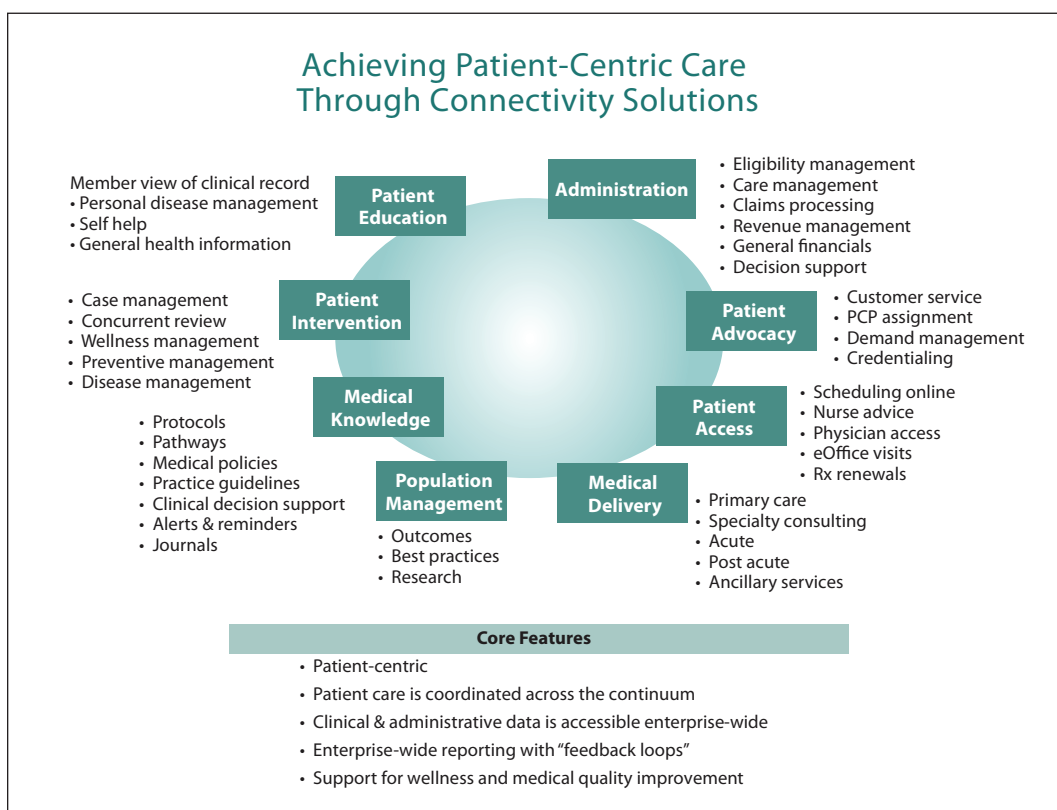 Achieving Patient-Centric Care
Through Connectivity Solutions
Patient
Education
Member view of clinical record
• Personal disease management
• Self help
• General health information
Administration
• Eligibility management
• Care management
• Claims processing
• Revenue management
• General financials
• Decision support
Patient
Intervention
• Case management
• Concurrent review
• Wellness management
• Preventive management
• Disease management
Patient
Advocacy
• Customer service
• PCP assignment
• Demand management
• Credentialing
Medical
Knowledge
• Protocols
• Pathways
• Medical policies
• Practice guidelines
• Clinical decision support
• Alerts & reminders
• Journals
Patient
Access
• Scheduling online
• Nurse advice
• Physician access
• eOffice visits
• Rx renewals
Population
Management
• Outcomes
• Best practices
• Research
Medical
Delivery
• Primary care
• Specialty consulting
• Acute
• Post acute
• Ancillary services
Core Features
• Patient-centric
• Patient care is coordinated across the continuum
• Clinical & administrative data is accessible enterprise-wide
• Enterprise-wide reporting with “feedback loops”
• Support for wellness and medical quality improvement